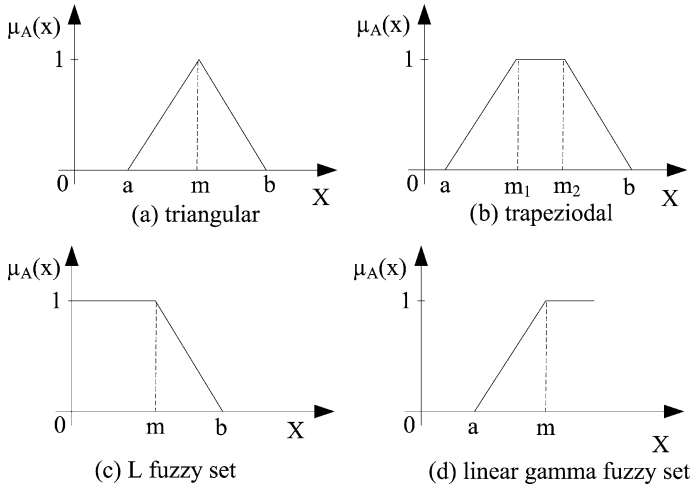 μA(x)
1
0 a m b X
(a) triangular
μA(x)
1
0 a m1 m2 b X
(b) trapeziodal
μA(x)
1
0 m b X
(c) L fuzzy set
μA(x)
1
0 a m X
(d) linear gamma fuzzy set